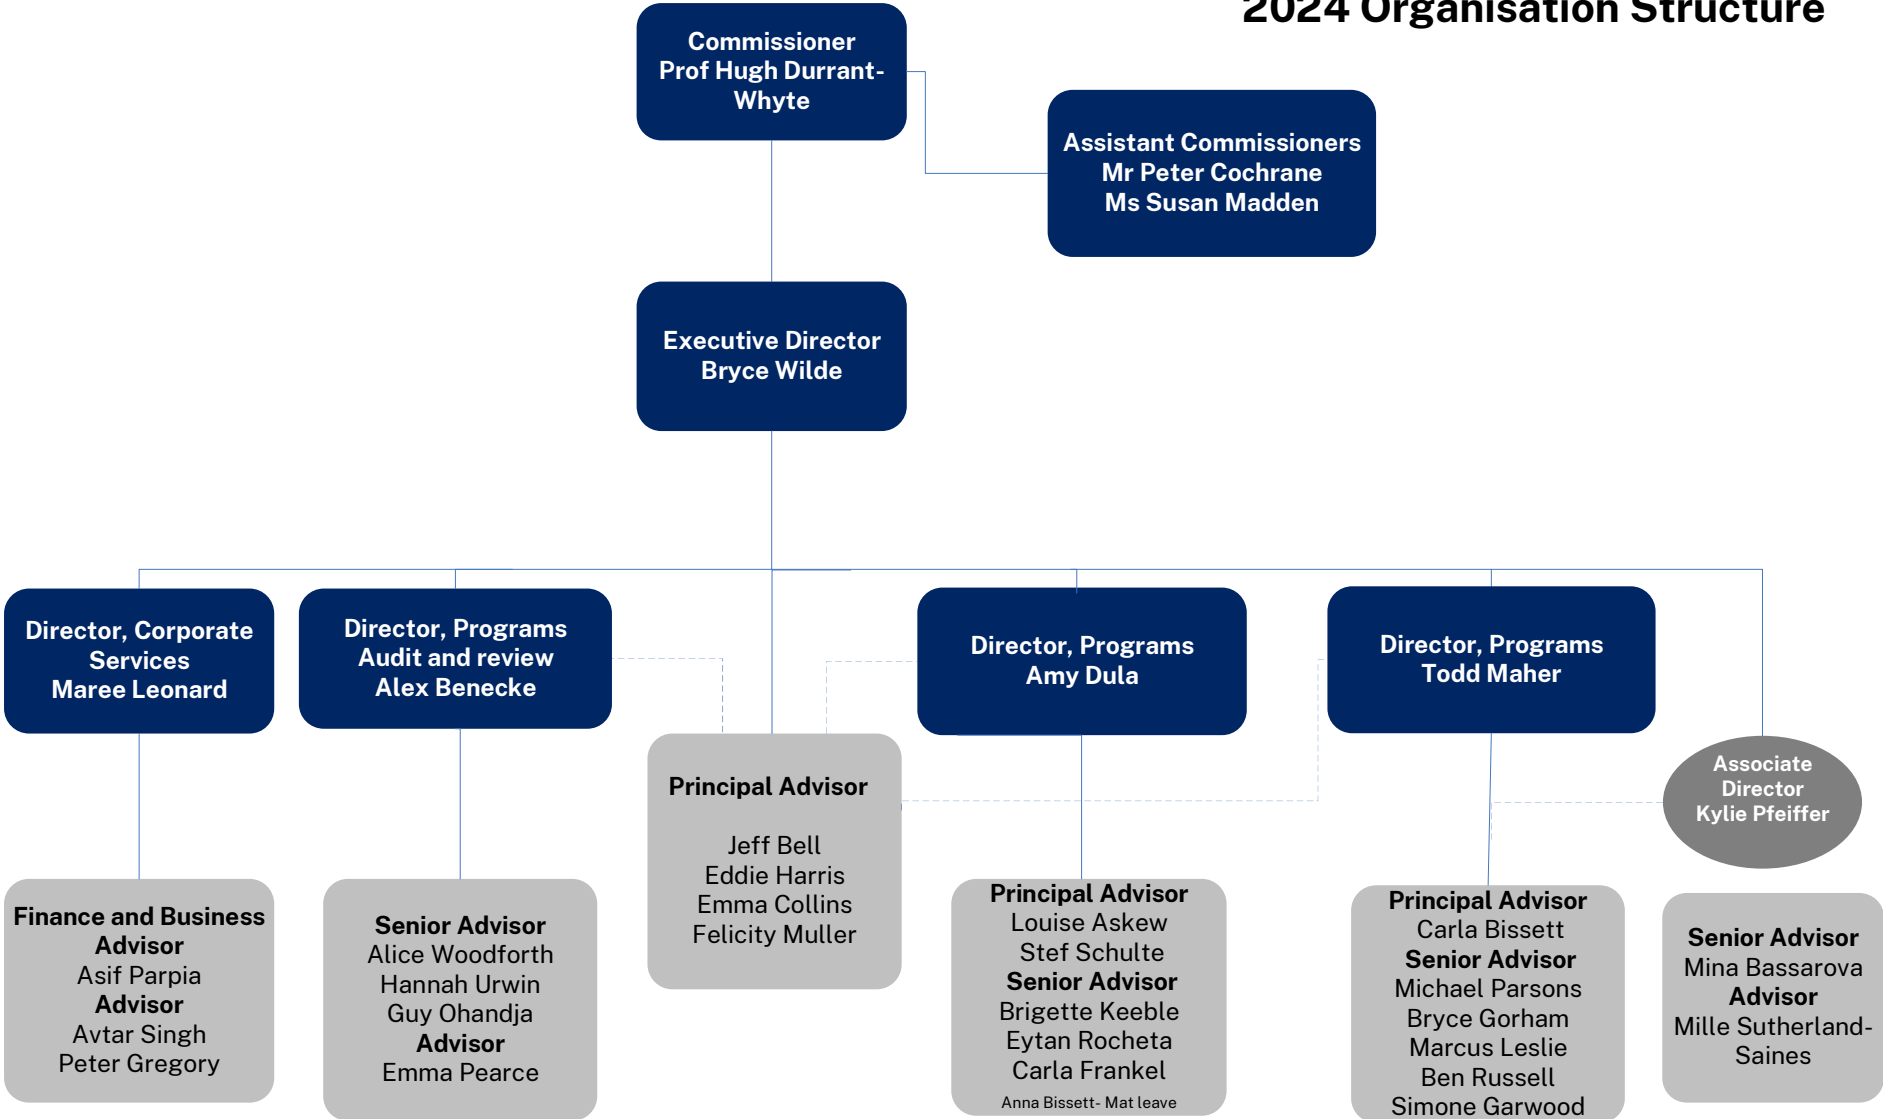 2024 Organisation Structure
Commissioner
Prof Hugh Durrant-
Whyte
Assistant Commissioners
Mr Peter Cochrane
Ms Susan Madden
Executive Director
Bryce Wilde
Director, Corporate
Services
Maree Leonard
Director, Programs
Audit and review
Alex Benecke
Director, Programs
Amy Dula
Director, Programs
Todd Maher
Associate
Director
Kylie Pfeiffer
Principal Advisor
Jeff Bell
Eddie Harris
Emma Collins
Felicity Muller
Finance and Business
Advisor
Asif Parpia
Advisor
Avtar Singh
Peter Gregory
Senior Advisor
Alice Woodforth
Hannah Urwin
Guy Ohandja
Advisor
Emma Pearce
Principal Advisor
Louise Askew
Stef Schulte
Senior Advisor
Brigette Keeble
Eytan Rocheta
Carla Frankel
Anna Bissett- Mat leave
Principal Advisor
Carla Bissett
Senior Advisor
Michael Parsons
Bryce Gorham
Marcus Leslie
Ben Russell
Simone Garwood
Senior Advisor
Mina Bassarova
Advisor
Mille Sutherland-
Saines